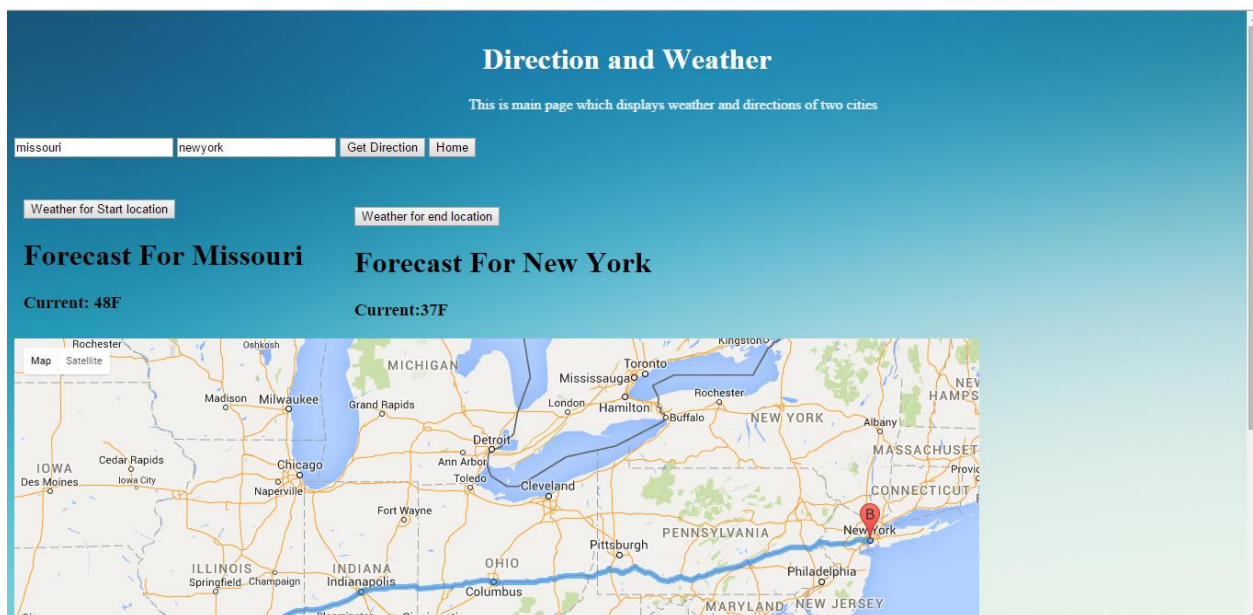 Direction and Weather
This is main page which displays weather and directions of two cities
missouri
newyork
Get Direction
Home
Weather for Start location
Weather for end location
Forecast For Missouri
Forecast For New York
Current: 48F
Current:37F
Map
Satellite
Rochester
Oshkosh
MICHIGAN
Toronto
Kingston
Mississauga
Madison
Milwaukee
Grand Rapids
London
Hamilton
Rochester
Buffalo
NEW YORK
Albany
NEW
HAMPS
Detroit
Ann Arbor
MASSACHUSET
IOWA
Des Moines
Cedar Rapids
Iowa City
Chicago
Naperville
Toledo
Cleveland
Provid
CONNECTICUT
Fort Wayne
B
New York
PENNSYLVANIA
Pittsburgh
ILLINOIS
Springfield
Champaign
INDIANA
Indianapolis
OHIO
Columbus
Philadelphia
MARYLAND
NEW JERSEY